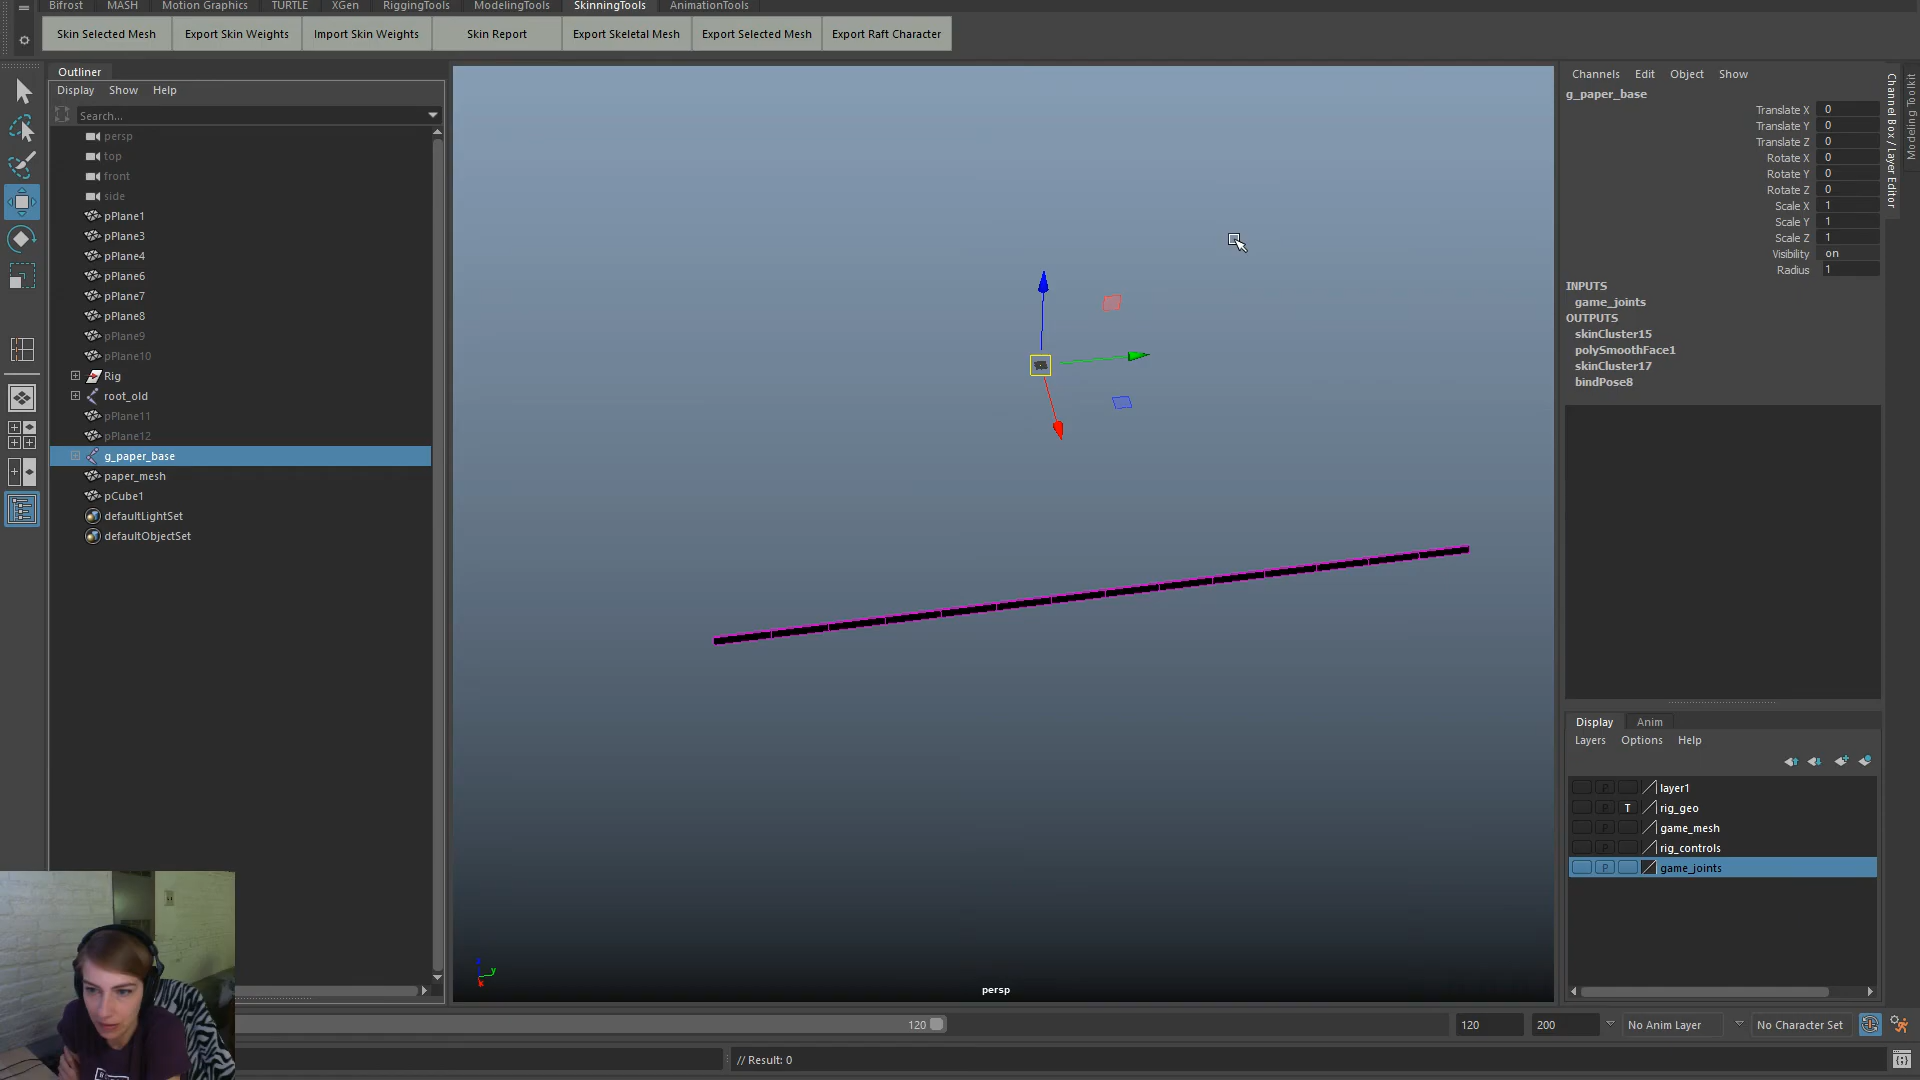 Bifrost MASH Motion Graphics TURTLE XGen RiggingTools ModelingTools SkinningTools AnimationTools
Skin Selected Mesh Export Skin Weights Import Skin Weights Skin Report Export Skeletal Mesh Export Selected Mesh Export Raft Character
Outliner
Display Show Help
Search...
persp
top
front
side
pPlane1
pPlane3
pPlane4
pPlane6
pPlane7
pPlane8
pPlane9
pPlane10
Rig
root_old
pPlane11
pPlane12
g_paper_base
paper_mesh
pCube1
defaultLightSet
defaultObjectSet
y
persp
Channels Edit Object Show
g_paper_base
Translate X 0
Translate Y 0
Translate Z 0
Rotate X 0
Rotate Y 0
Rotate Z 0
Scale X 1
Scale Y 1
Scale Z 1
Visibility on
Radius 1
INPUTS
game_joints
OUTPUTS
skinCluster15
polySmoothFace1
skinCluster17
bindPose8
Channel Box / Layer Editor
Modeling Toolkit
Display Anim
Layers Options Help
P layer1
P T rig_geo
P game_mesh
P rig_controls
P game_joints
120 120 200 No Anim Layer No Character Set
// Result: 0